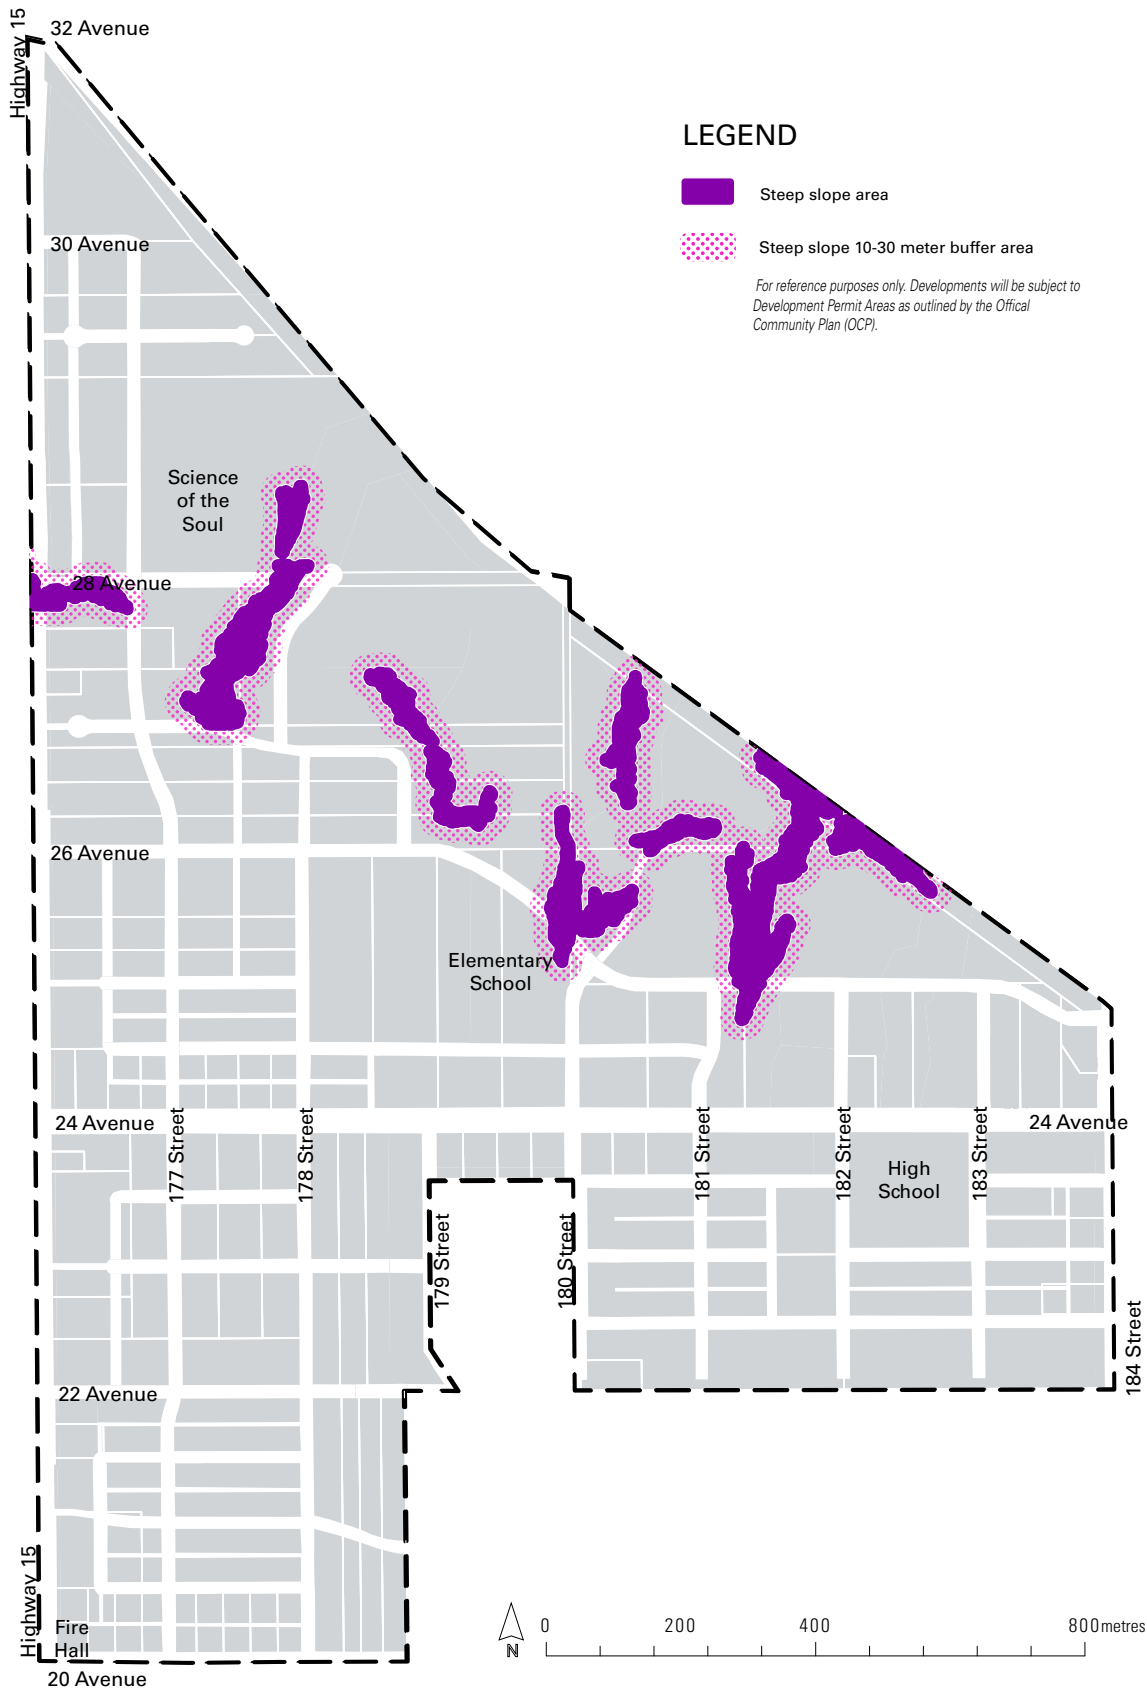 Highway 15
32 Avenue
LEGEND
Steep slope area
30 Avenue
Steep slope 10-30 meter buffer area
For reference purposes only. Developments will be subject to
Development Permit Areas as outlined by the Offical
Community Plan (OCP).
Science
of the
Soul
28 Avenue
26 Avenue
Elementary
School
24 Avenue
177 Street
178 Street
181 Street
182 Street
183 Street
24 Avenue
High
School
179 Street
180 Street
184 Street
22 Avenue
Highway 15
Fire
Hall
20 Avenue
N
0
200
400
800 metres